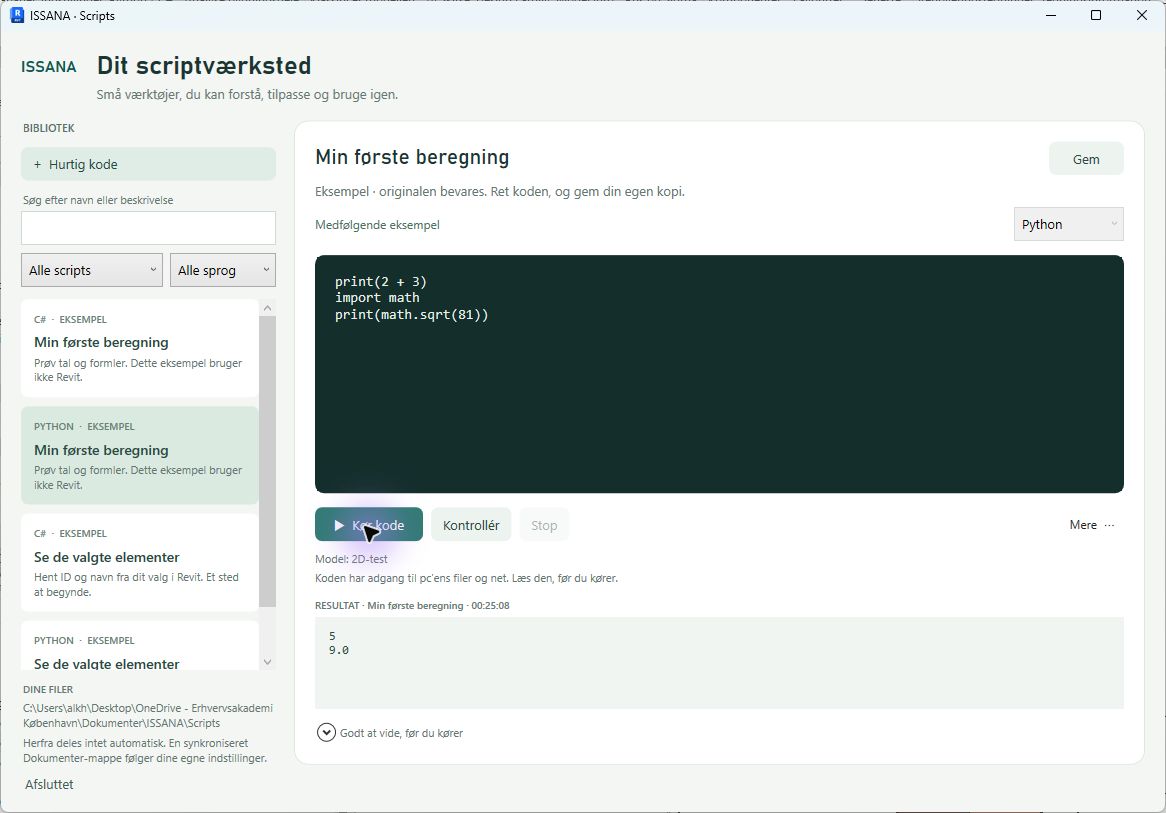 ISSANA · Scripts
ISSANA
Dit scriptværksted
Små værktøjer, du kan forstå, tilpasse og bruge igen.
BIBLIOTEK
+ Hurtig kode
Søg efter navn eller beskrivelse
Alle scripts
Alle sprog
C# · EKSEMPEL
Min første beregning
Prøv tal og formler. Dette eksempel bruger
ikke Revit.
PYTHON · EKSEMPEL
Min første beregning
Prøv tal og formler. Dette eksempel bruger
ikke Revit.
C# · EKSEMPEL
Se de valgte elementer
Hent ID og navn fra dit valg i Revit. Et sted
at begynde.
PYTHON · EKSEMPEL
Se de valgte elementer
DINE FILER
C:\Users\alkh\Desktop\OneDrive - Erhvervsakademi
København\Dokumenter\ISSANA\Scripts
Herfra deles intet automatisk. En synkroniseret
Dokumenter-mappe følger dine egne indstillinger.
Afsluttet
Min første beregning
Gem
Eksempel · originalen bevares. Ret koden, og gem din egen kopi.
Medfølgende eksempel
Python
print(2 + 3)
import math
print(math.sqrt(81))
Kør kode
Kontrollér
Stop
Mere ···
Model: 2D-test
Koden har adgang til pc'ens filer og net. Læs den, før du kører.
RESULTAT · Min første beregning · 00:25:08
5
9.0
Godt at vide, før du kører